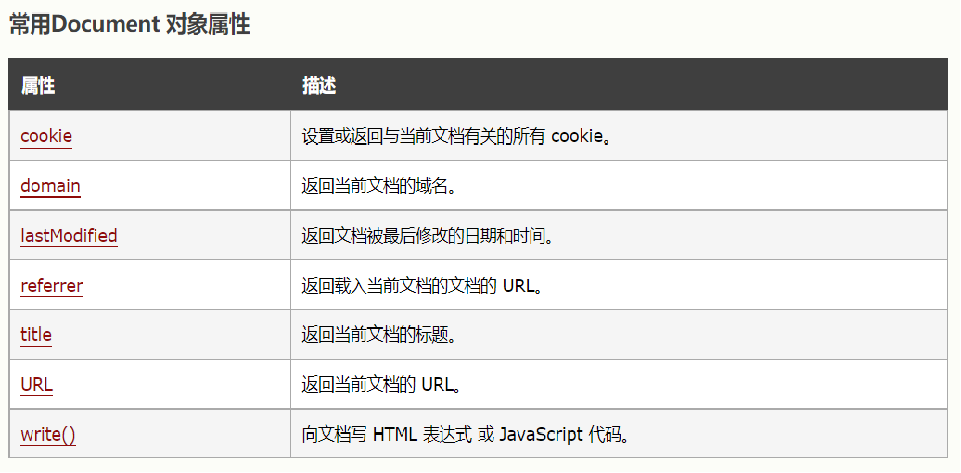 常用Document 对象属性
属性 描述
cookie 设置或返回与当前文档有关的所有 cookie。
domain 返回当前文档的域名。
lastModified 返回文档被最后修改的日期和时间。
referrer 返回载入当前文档的文档的 URL。
title 返回当前文档的标题。
URL 返回当前文档的 URL。
write() 向文档写 HTML 表达式 或 JavaScript 代码。